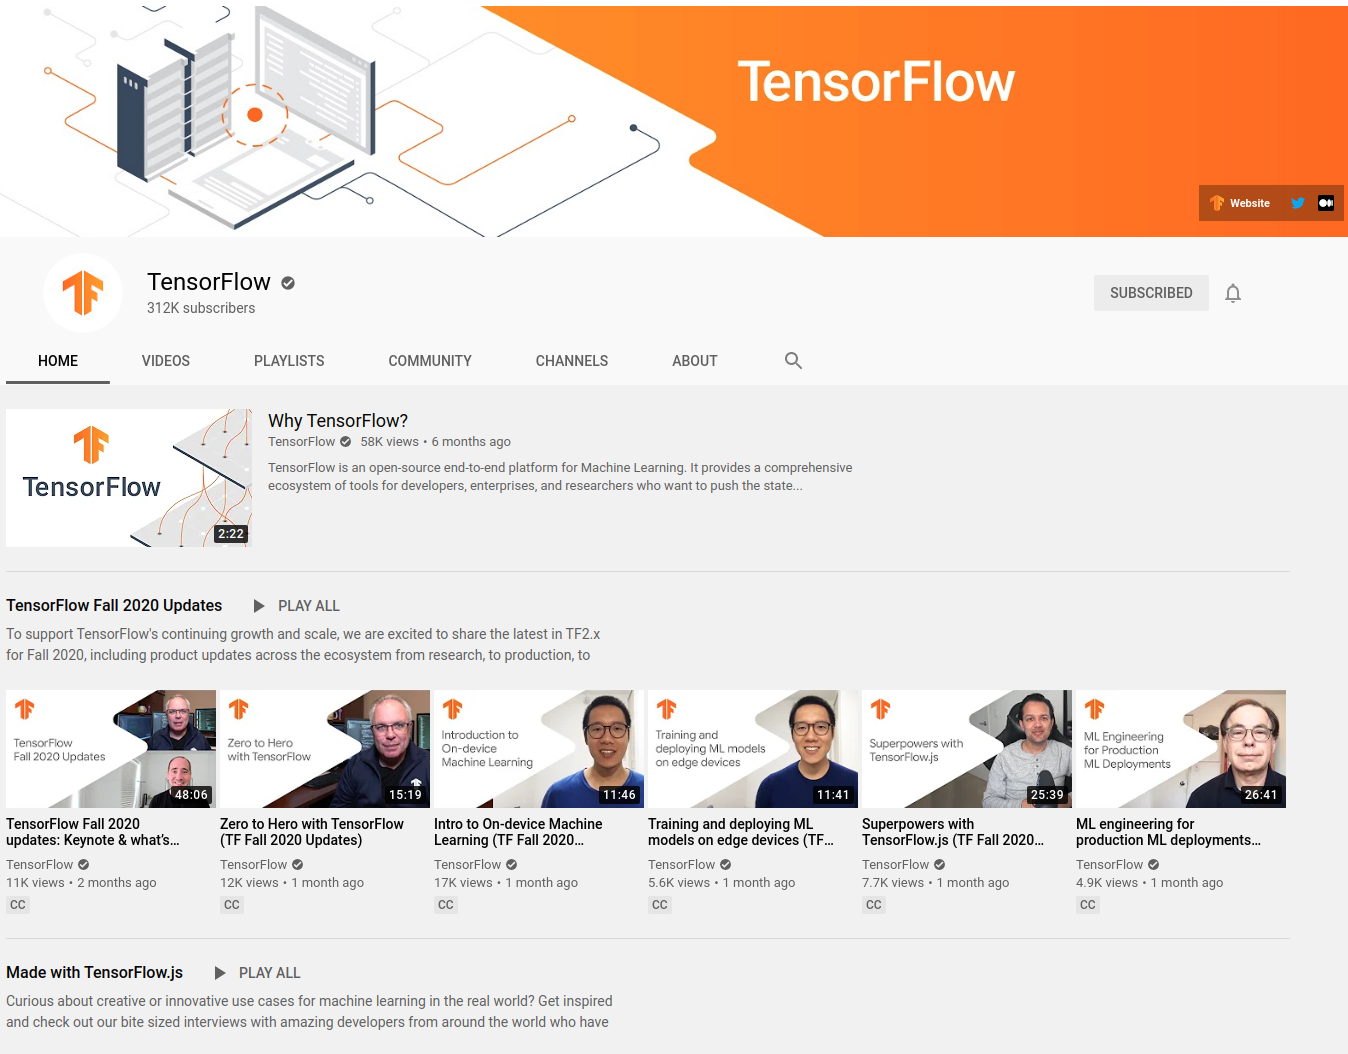 TensorFlow
Website
TensorFlow
312K subscribers
SUBSCRIBED
HOME
VIDEOS
PLAYLISTS
COMMUNITY
CHANNELS
ABOUT
TensorFlow
2:22
Why TensorFlow?
TensorFlow 58K views • 6 months ago
TensorFlow is an open-source end-to-end platform for Machine Learning. It provides a comprehensive
ecosystem of tools for developers, enterprises, and researchers who want to push the state...
TensorFlow Fall 2020 Updates
PLAY ALL
To support TensorFlow's continuing growth and scale, we are excited to share the latest in TF2.x
for Fall 2020, including product updates across the ecosystem from research, to production, to
TensorFlow
Fall 2020 Updates
48:06
TensorFlow Fall 2020
updates: Keynote & what's...
TensorFlow
11K views • 2 months ago
CC
Zero to Hero
with TensorFlow
15:19
Zero to Hero with TensorFlow
(TF Fall 2020 Updates)
TensorFlow
12K views • 1 month ago
CC
Introduction to
On-device
Machine Learning
11:46
Intro to On-device Machine
Learning (TF Fall 2020...
TensorFlow
17K views • 1 month ago
CC
Training and
deploying ML models
on edge devices
11:41
Training and deploying ML
models on edge devices (TF...
TensorFlow
5.6K views • 1 month ago
CC
Superpowers with
TensorFlow.js
25:39
Superpowers with
TensorFlow.js (TF Fall 2020...
TensorFlow
7.7K views • 1 month ago
CC
ML Engineering
for Production
ML Deployments
26:41
ML engineering for
production ML deployments...
TensorFlow
4.9K views • 1 month ago
CC
Made with TensorFlow.js
PLAY ALL
Curious about creative or innovative use cases for machine learning in the real world? Get inspired
and check out our bite sized interviews with amazing developers from around the world who have